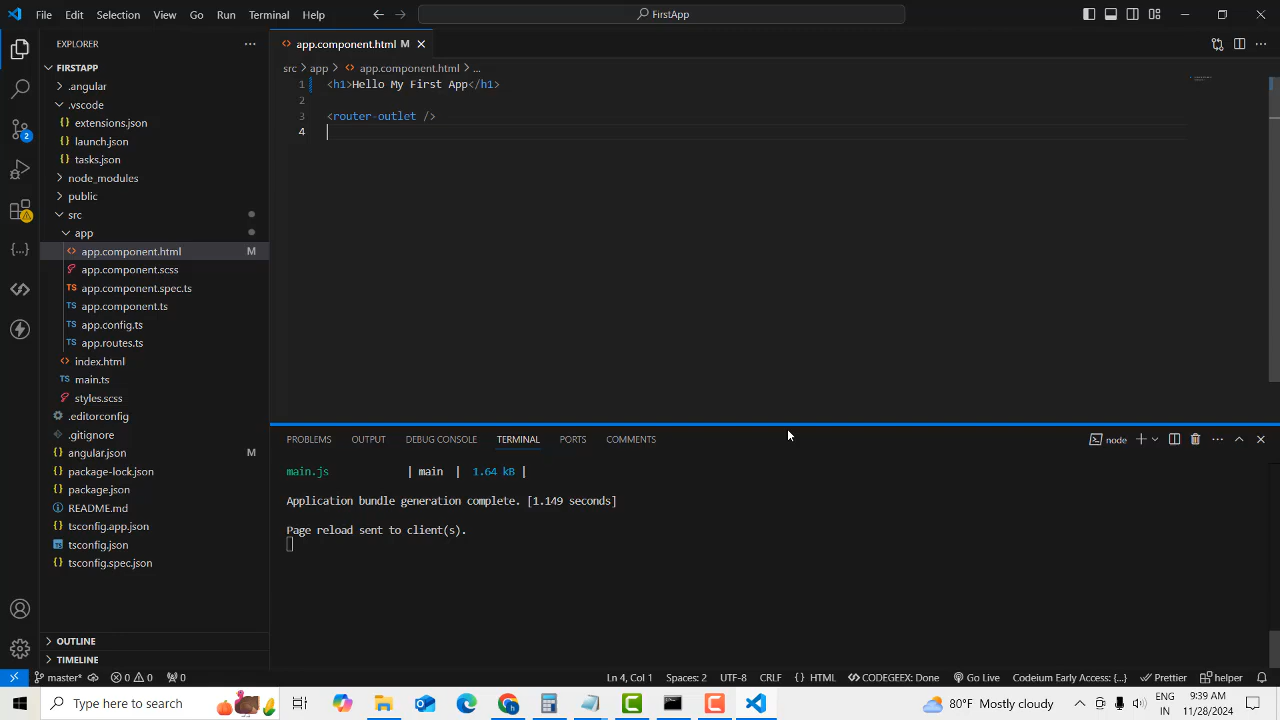 File Edit Selection View Go Run Terminal Help
FirstApp
EXPLORER
FIRSTAPP
.angular
.vscode
extensions.json
launch.json
tasks.json
node_modules
public
src
app
app.component.html M
app.component.scss
app.component.spec.ts
app.component.ts
app.config.ts
app.routes.ts
index.html
main.ts
styles.scss
.editorconfig
.gitignore
angular.json M
package-lock.json
package.json
README.md
tsconfig.app.json
tsconfig.json
tsconfig.spec.json
OUTLINE
TIMELINE
2
app.component.html M
src > app > app.component.html > ...
1 <h1>Hello My First App</h1>
2
3 <router-outlet />
4
PROBLEMS OUTPUT DEBUG CONSOLE TERMINAL PORTS COMMENTS
node
main.js | main | 1.64 kB |
Application bundle generation complete. [1.149 seconds]
Page reload sent to client(s).
master* 0 0 0 Ln 4, Col 1 Spaces: 2 UTF-8 CRLF {} HTML CODEGEEX: Done Go Live Codeium Early Access: {...} Prettier helper
Type here to search
80°F Mostly cloudy
ENG
IN
9:39 AM
11/28/2024